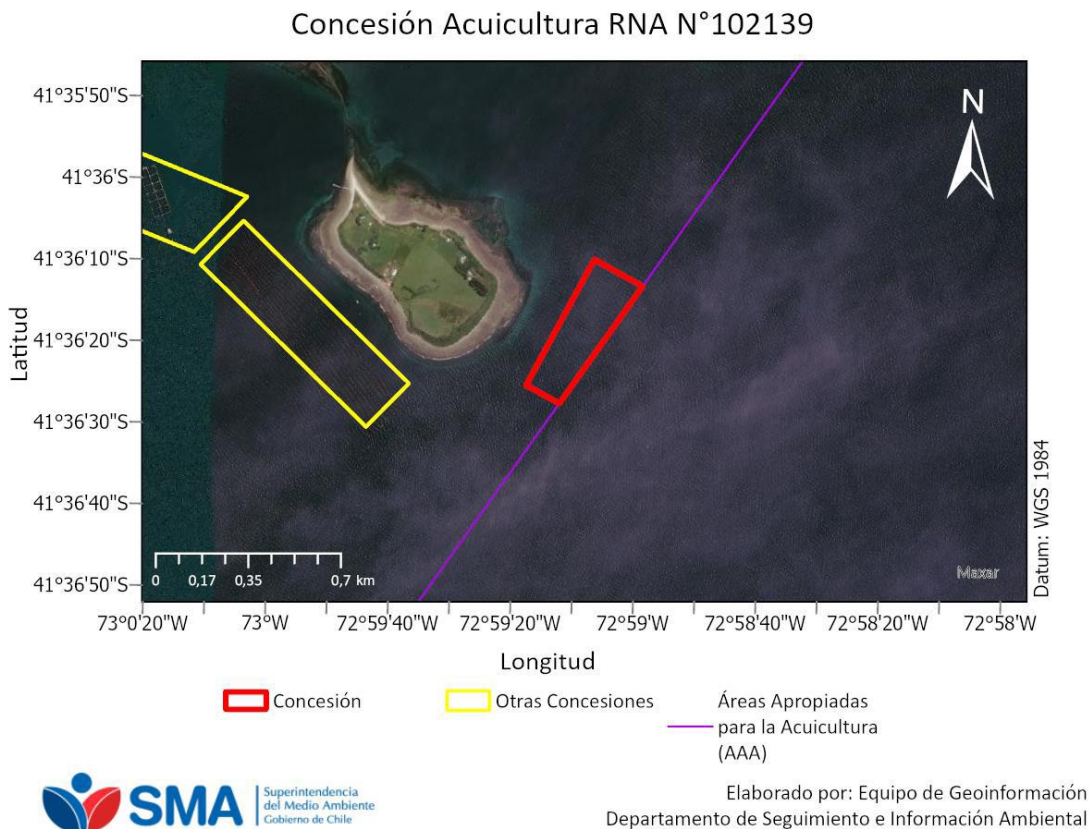 Concesión Acuicultura RNA N°102139
41°35'50"S
41°36'S
41°36'10"S
41°36'20"S
41°36'30"S
41°36'40"S
41°36'50"S
Latitud
N
Datum: WGS 1984
Maxar
0 0,17 0,35 0,7 km
73°0'20"W 73°W 72°59'40"W 72°59'20"W 72°59'W 72°58'40"W 72°58'20"W 72°58'W
Longitud
Concesión
Otras Concesiones
Áreas Apropiadas
para la Acuicultura
(AAA)
SMA
Superintendencia
del Medio Ambiente
Gobierno de Chile
Elaborado por: Equipo de Geoinformación
Departamento de Seguimiento e Información Ambiental